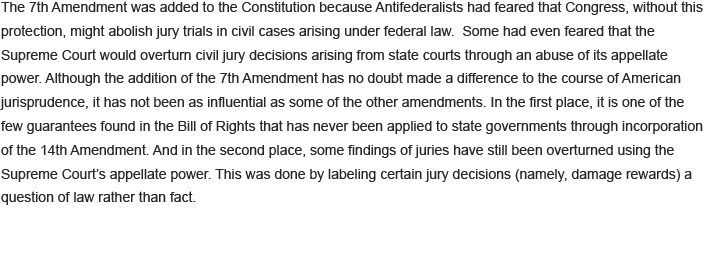 The 7th Amendment was added to the Constitution because Antifederalists had feared that Congress, without this
protection, might abolish jury trials in civil cases arising under federal law.  Some had even feared that the
Supreme Court would overturn civil jury decisions arising from state courts through an abuse of its appellate
power. Although the addition of the 7th Amendment has no doubt made a difference to the course of American
jurisprudence, it has not been as influential as some of the other amendments. In the first place, it is one of the
few guarantees found in the Bill of Rights that has never been applied to state governments through incorporation
of the 14th Amendment. And in the second place, some findings of juries have still been overturned using the
Supreme Court’s appellate power. This was done by labeling certain jury decisions (namely, damage rewards) a
question of law rather than fact.